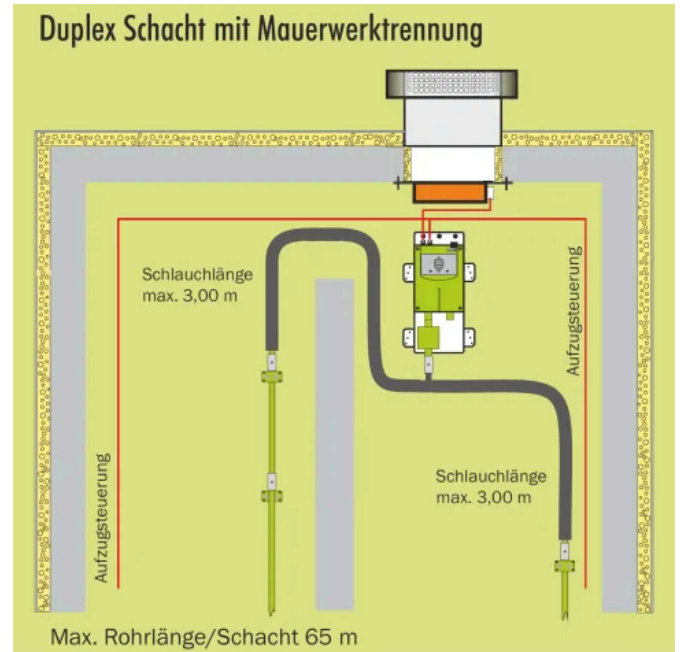 Duplex Schacht mit Mauerwerktrennung
Schlauchlänge
max. 3,00 m
Aufzugsteuerung
Schlauchlänge
max. 3,00 m
Aufzugsteuerung
Max. Rohrlänge/Schacht 65 m